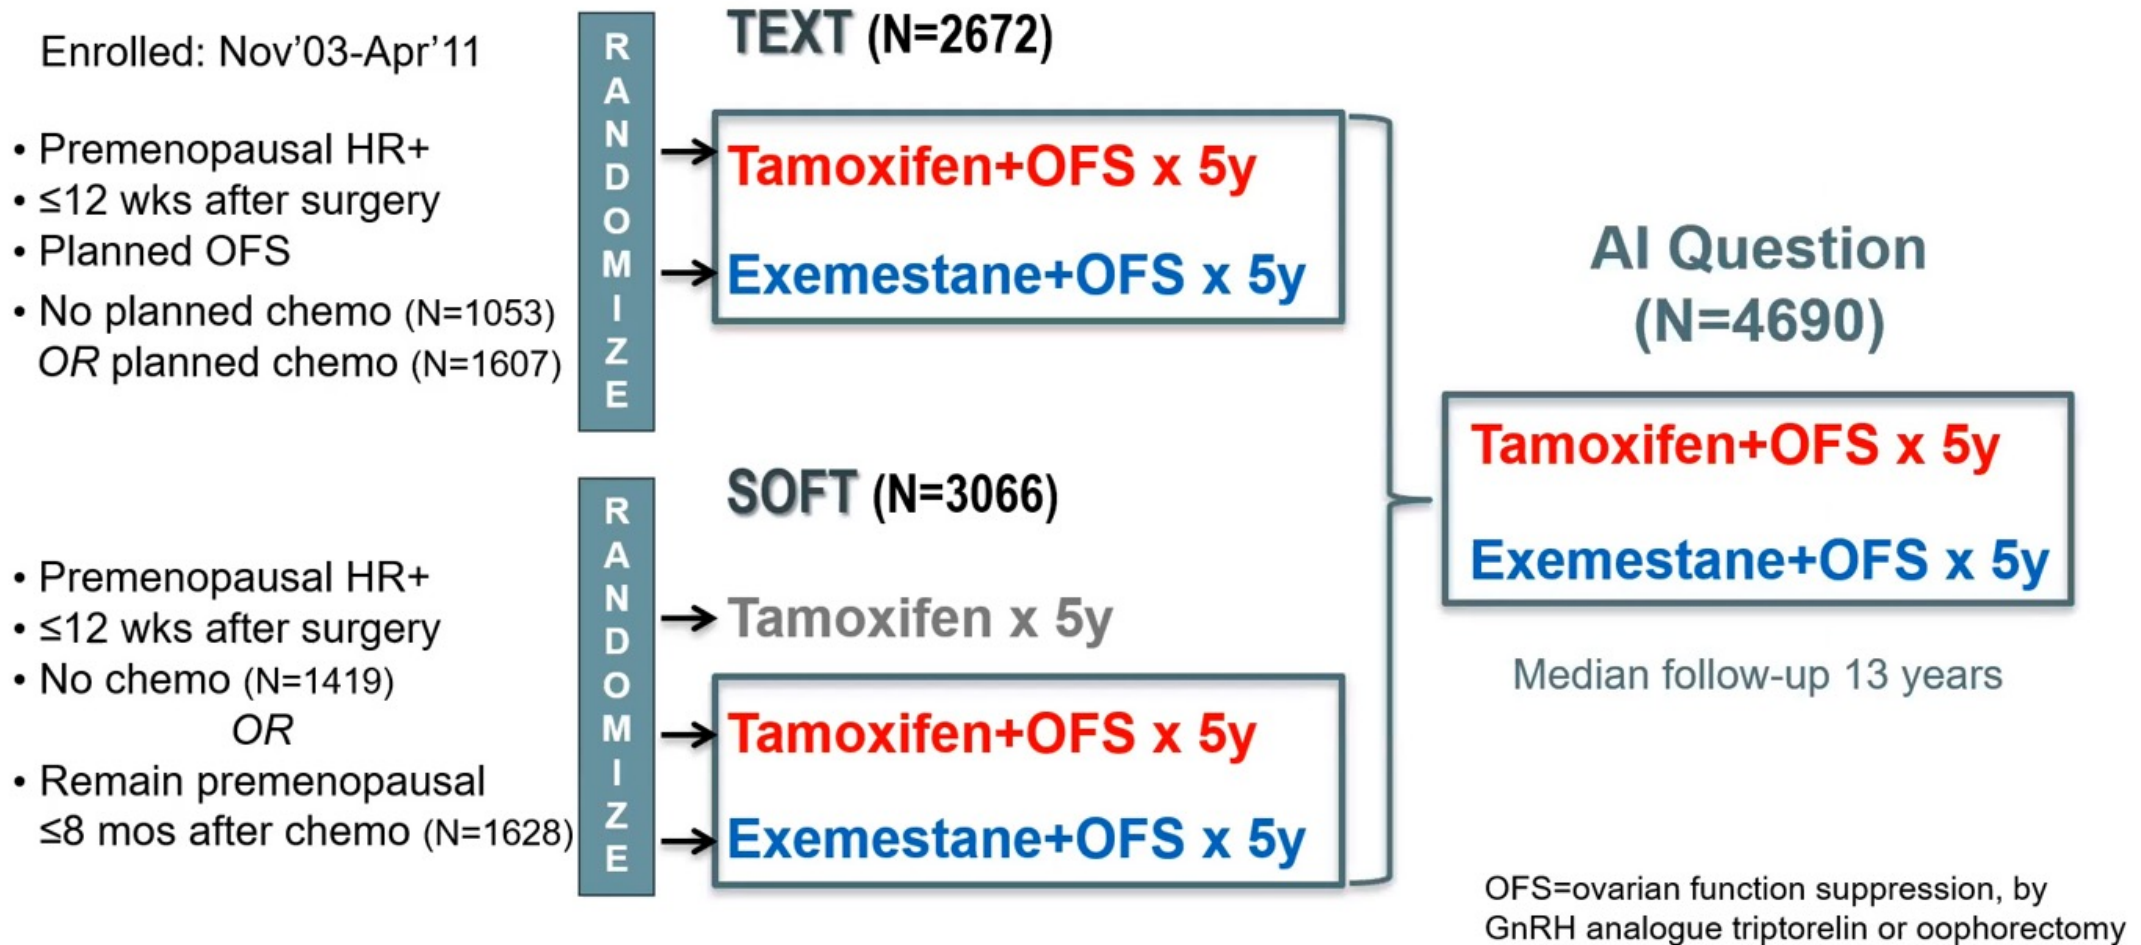 Enrolled: Nov’03-Apr’11
• Premenopausal HR+
• ≤12 wks after surgery
• Planned OFS
• No planned chemo (N=1053)
OR planned chemo (N=1607)
RANDOMIZE
TEXT (N=2672)
Tamoxifen+OFS x 5y
Exemestane+OFS x 5y
• Premenopausal HR+
• ≤12 wks after surgery
• No chemo (N=1419)
OR
• Remain premenopausal
≤8 mos after chemo (N=1628)
RANDOMIZE
SOFT (N=3066)
Tamoxifen x 5y
Tamoxifen+OFS x 5y
Exemestane+OFS x 5y
AI Question
(N=4690)
Tamoxifen+OFS x 5y
Exemestane+OFS x 5y
Median follow-up 13 years
OFS=ovarian function suppression, by
GnRH analogue triptorelin or oophorectomy